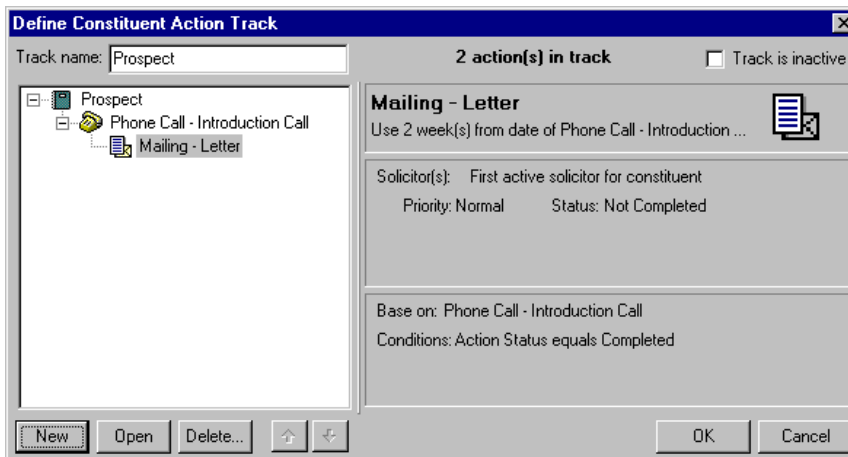 Define Constituent Action Track
Track name: Prospect
2 action(s) in track
Track is inactive
Prospect
Phone Call - Introduction Call
Mailing - Letter
Mailing - Letter
Use 2 week(s) from date of Phone Call - Introduction ...
Solicitor(s): First active solicitor for constituent
Priority: Normal Status: Not Completed
Base on: Phone Call - Introduction Call
Conditions: Action Status equals Completed
New Open Delete... OK Cancel